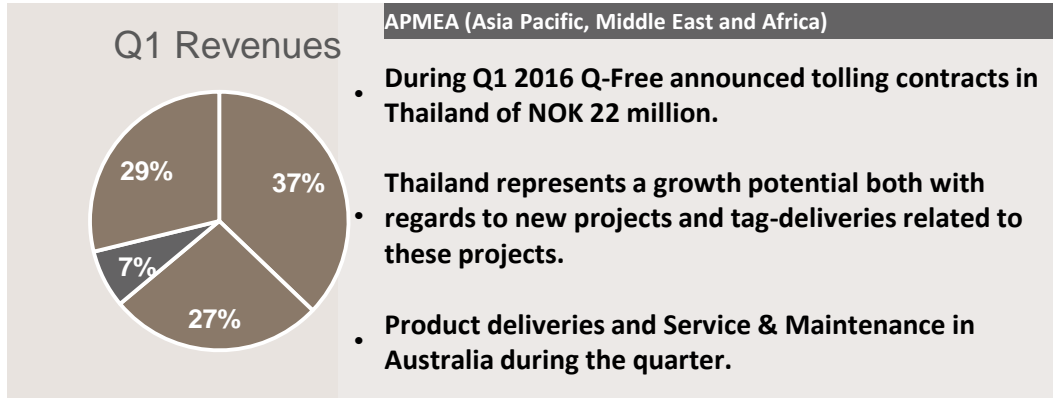 Q1 Revenues
29%
37%
7%
27%
APMEA (Asia Pacific, Middle East and Africa)
• During Q1 2016 Q-Free announced tolling contracts in
Thailand of NOK 22 million.
Thailand represents a growth potential both with
• regards to new projects and tag-deliveries related to
these projects.
• Product deliveries and Service & Maintenance in
Australia during the quarter.